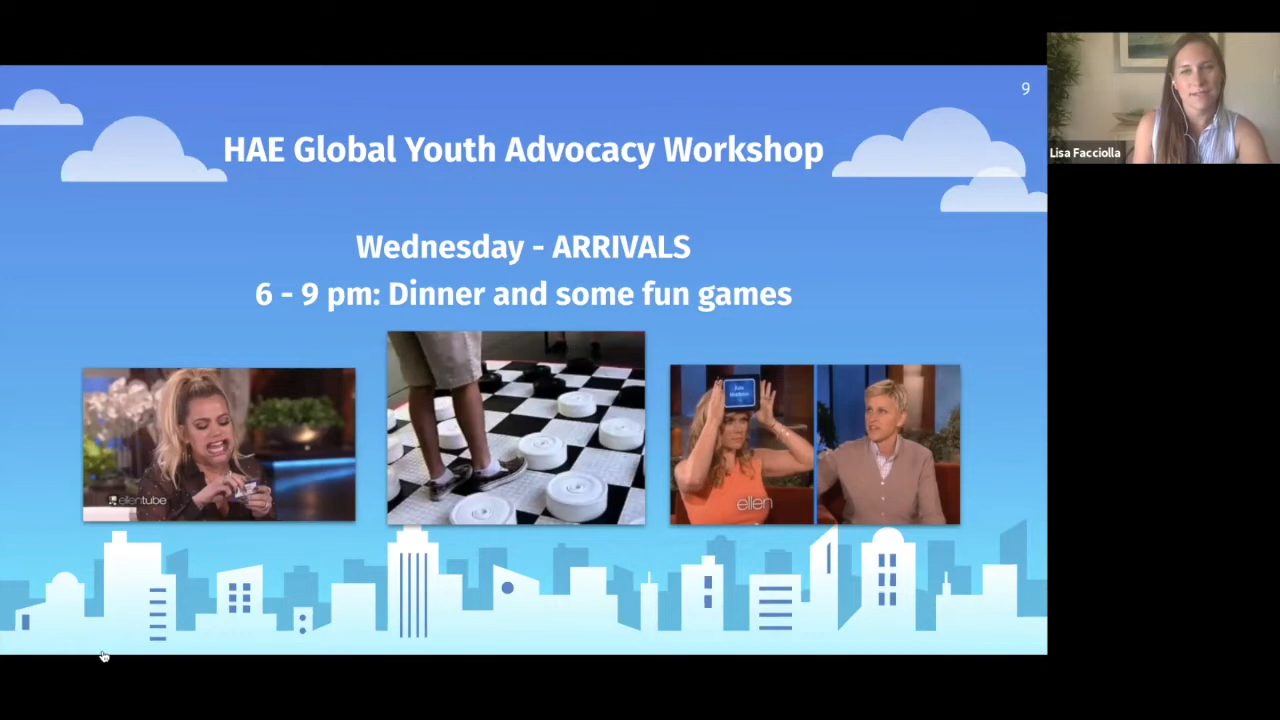 9
HAE Global Youth Advocacy Workshop
Wednesday - ARRIVALS
6 - 9 pm: Dinner and some fun games
ellentube
ellen
Lisa Facciolla